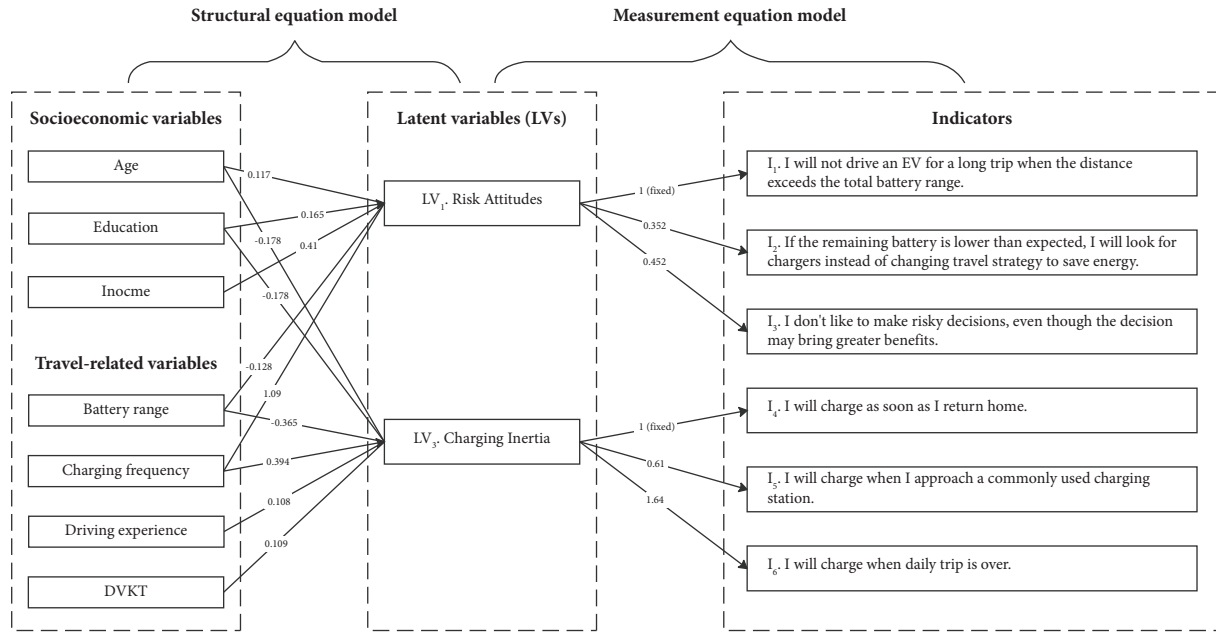 Structural equation model
Measurement equation model
Socioeconomic variables
Age
Education
Inocme
Travel-related variables
Battery range
Charging frequency
Driving experience
DVKT
0.117
0.165
-0.178
0.41
-0.178
-0.128
1.09
-0.365
0.394
0.108
0.109
Latent variables (LVs)
LV1. Risk Attitudes
LV3. Charging Inertia
1 (fixed)
0.352
0.452
1 (fixed)
0.61
1.64
Indicators
I1. I will not drive an EV for a long trip when the distance
exceeds the total battery range.
I2. If the remaining battery is lower than expected, I will look for
chargers instead of changing travel strategy to save energy.
I3. I don't like to make risky decisions, even though the decision
may bring greater benefits.
I4. I will charge as soon as I return home.
I5. I will charge when I approach a commonly used charging
station.
I6. I will charge when daily trip is over.